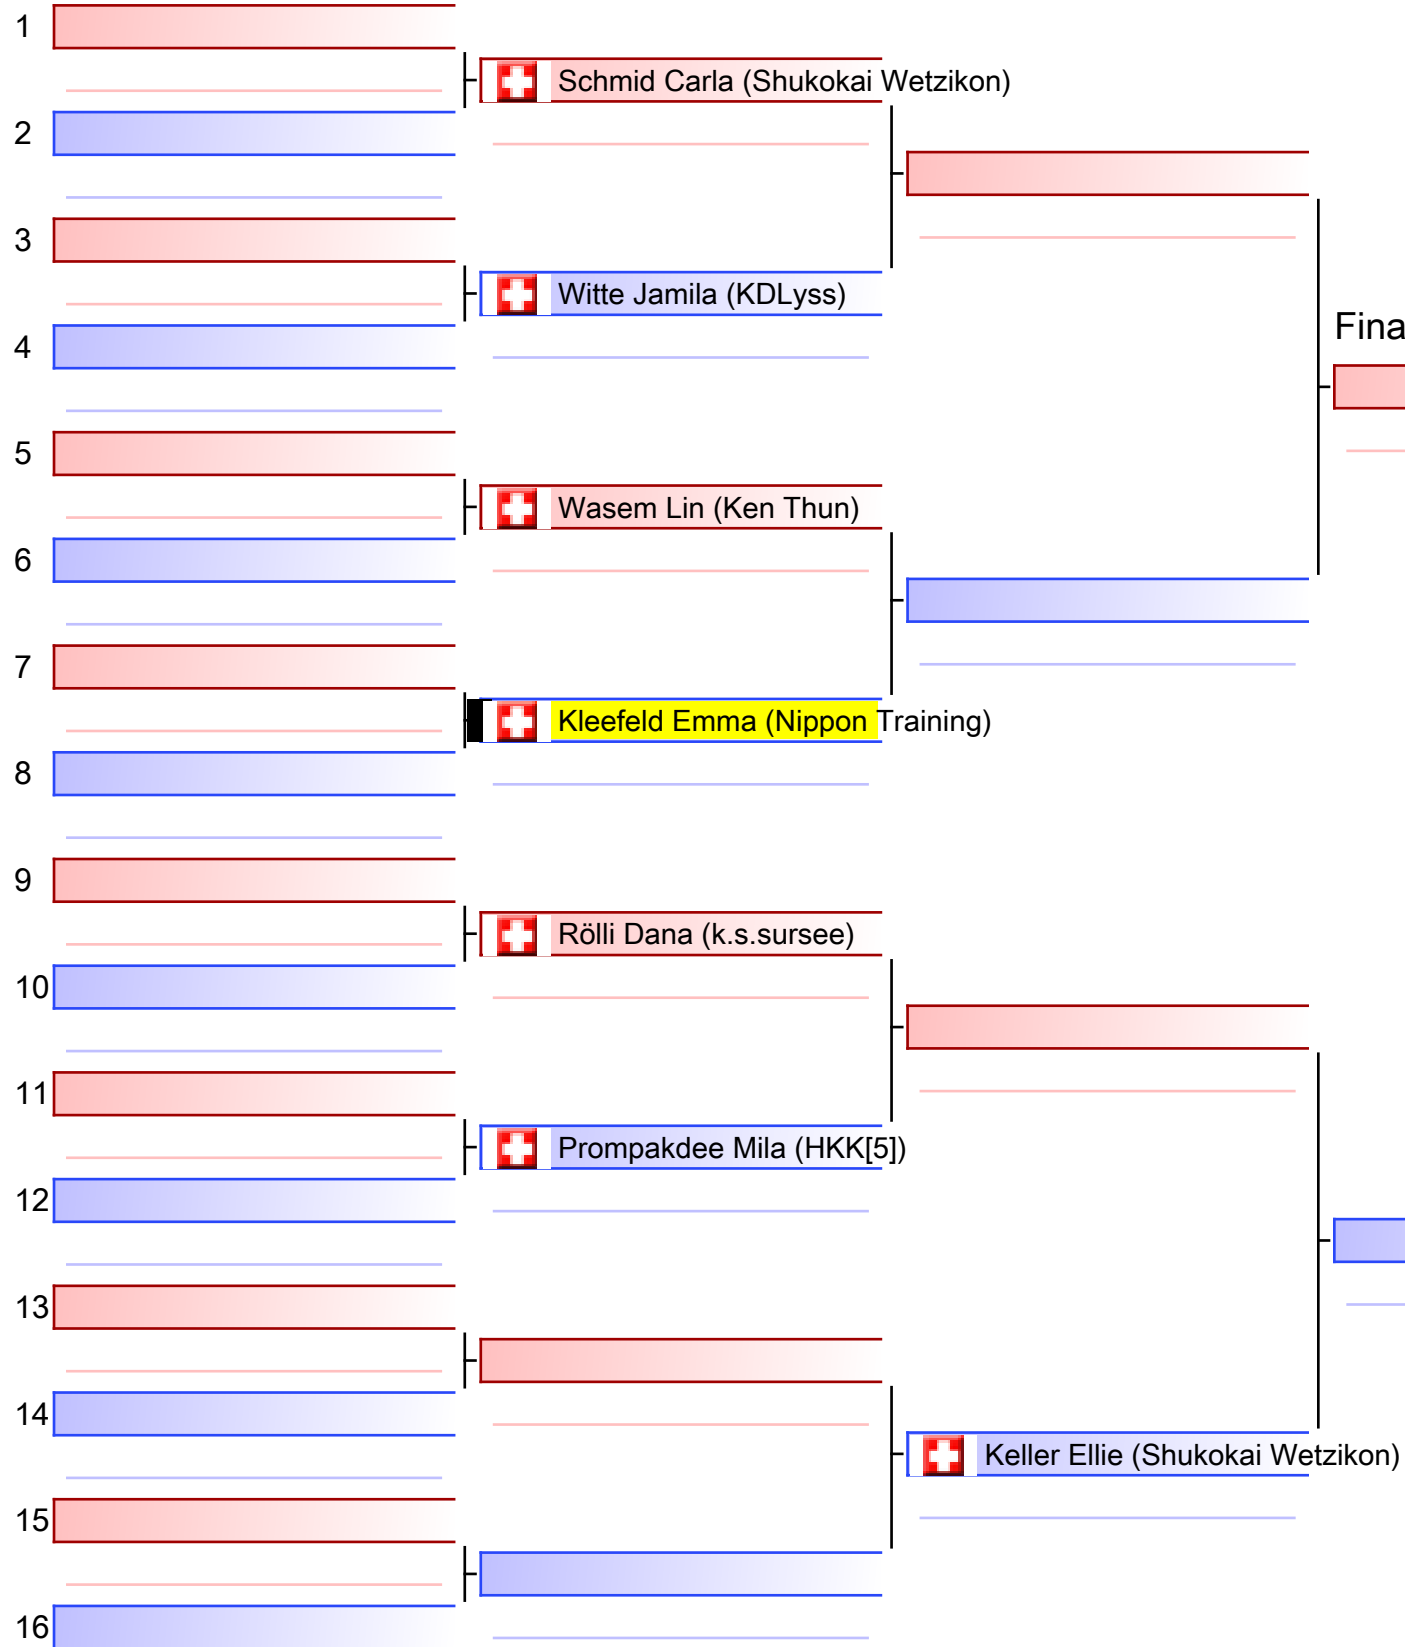 1
Schmid Carla (Shukokai Wetzikon)
2
3
Witte Jamila (KDLyss)
4
Fina
5
Wasem Lin (Ken Thun)
6
7
Kleefeld Emma (Nippon Training)
8
9
Rölli Dana (k.s.sursee)
10
11
Prompakdee Mila (HKK[5])
12
13
14
Keller Ellie (Shukokai Wetzikon)
15
16